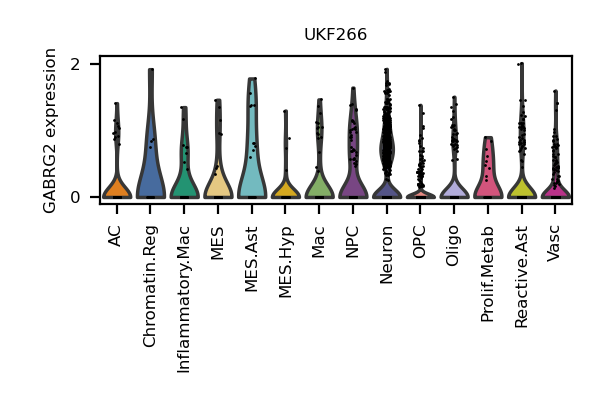 UKF266
GABRG2 expression
2
0
AC
Chromatin.Reg
Inflammatory.Mac
MES
MES.Ast
MES.Hyp
Mac
NPC
Neuron
OPC
Oligo
Prolif.Metab
Reactive.Ast
Vasc